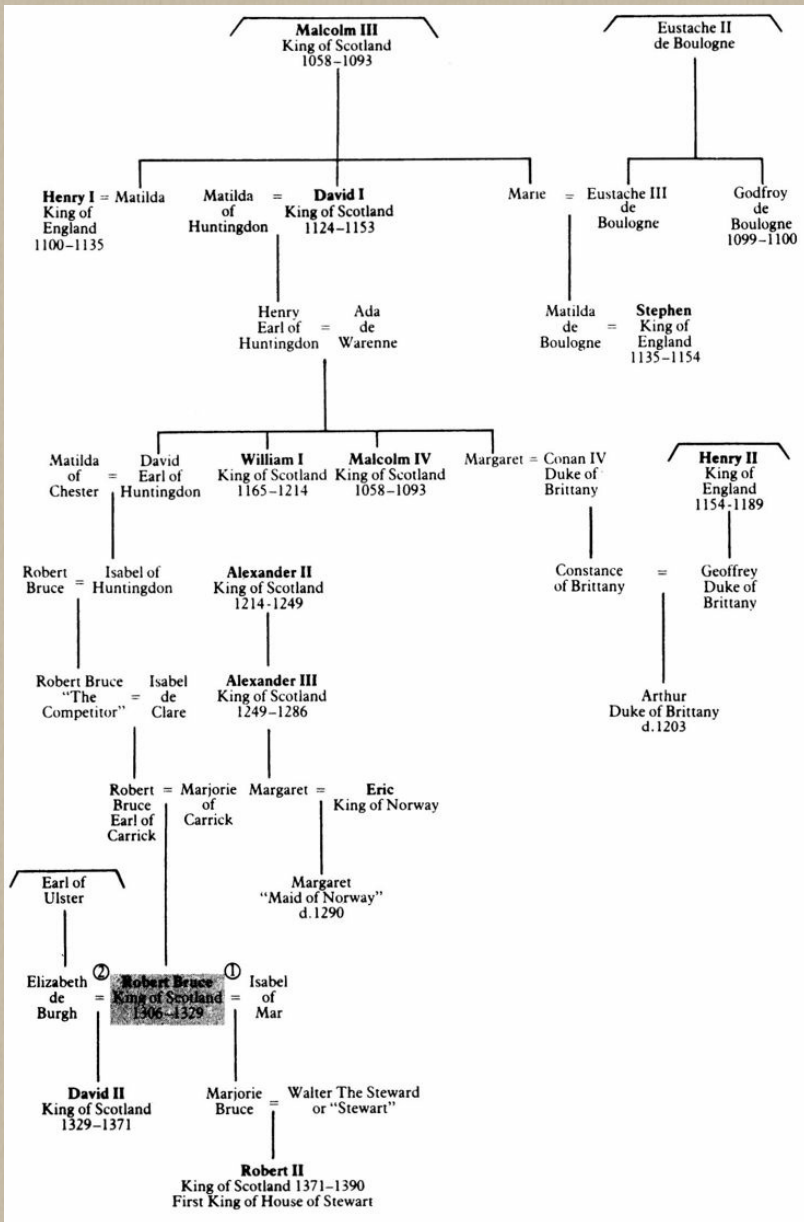 Malcolm III
King of Scotland
1058–1093
Eustache II
de Boulogne
Henry I = Matilda
King of
England
1100–1135
Matilda
of
Huntingdon
=
David I
King of Scotland
1124–1153
Marie
=
Eustache III
de
Boulogne
Godfroy
de
Boulogne
1099–1100
Henry
Earl of
Huntingdon
=
Ada
de
Warenne
Matilda
de
Boulogne
=
Stephen
King of
England
1135–1154
Matilda
of
Chester
=
David
Earl of
Huntingdon
William I
King of Scotland
1165–1214
Malcolm IV
King of Scotland
1058–1093
Margaret = Conan IV
Duke of
Brittany
Henry II
King of
England
1154-1189
Robert
Bruce
=
Isabel of
Huntingdon
Alexander II
King of Scotland
1214-1249
Constance
of Brittany
=
Geoffrey
Duke of
Brittany
Robert Bruce
"The
Competitor"
=
Isabel
de
Clare
Alexander III
King of Scotland
1249–1286
Arthur
Duke of Brittany
d.1203
Robert
Bruce
Earl of
Carrick
=
Marjorie
of
Carrick
Margaret =
Eric
King of Norway
Margaret
"Maid of Norway"
d.1290
Earl of
Ulster
Elizabeth
de
Burgh
②
=
Robert Bruce
King of Scotland
1306–1329
①
=
Isabel
of
Mar
David II
King of Scotland
1329–1371
Marjorie
Bruce
=
Walter The Steward
or "Stewart"
Robert II
King of Scotland 1371–1390
First King of House of Stewart